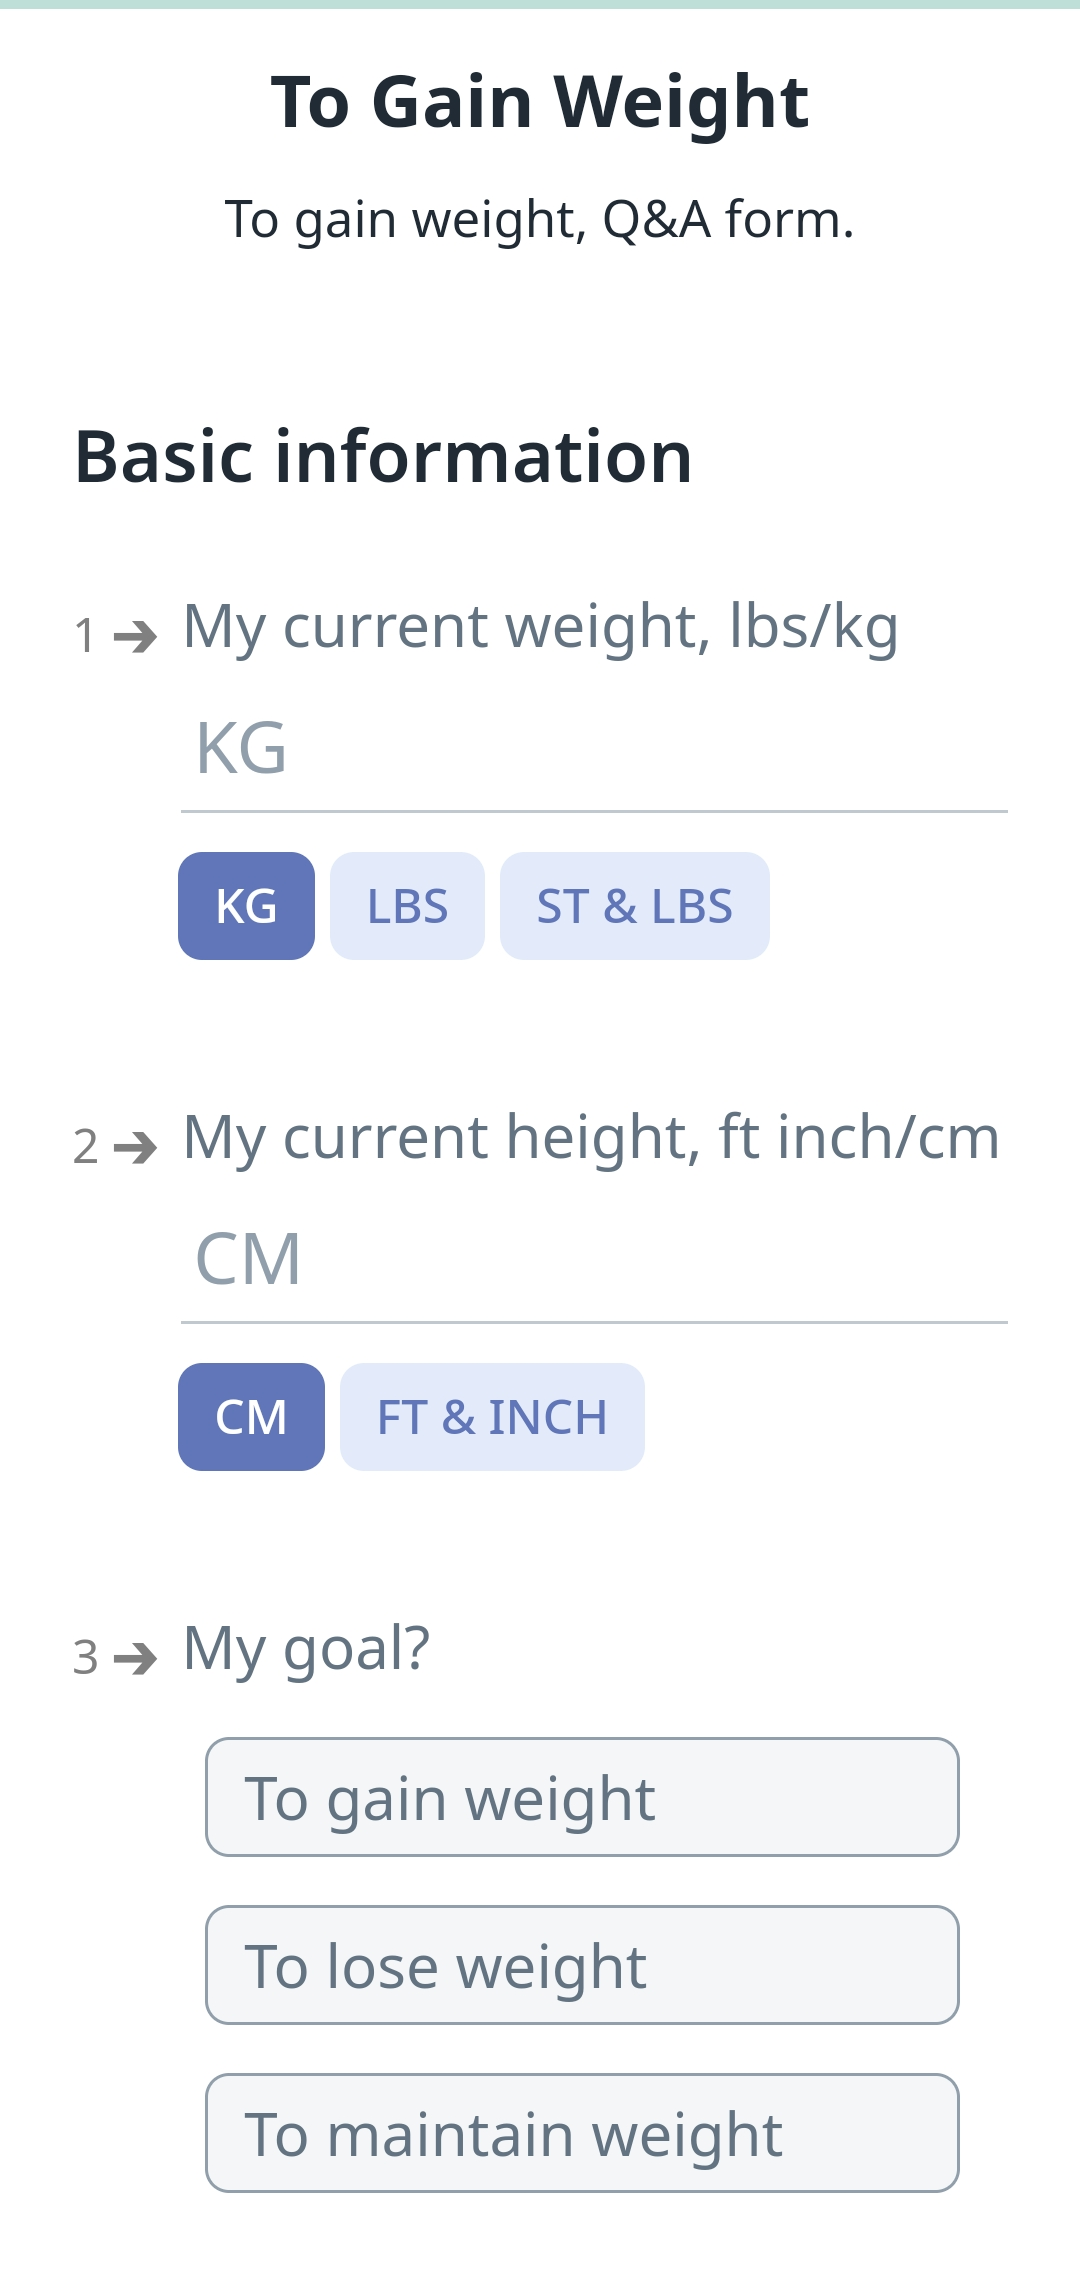 To Gain Weight
To gain weight, Q&A form.
Basic information
1 ➔ My current weight, lbs/kg
KG
KG LBS ST & LBS
2 ➔ My current height, ft inch/cm
CM
CM FT & INCH
3 ➔ My goal?
To gain weight
To lose weight
To maintain weight